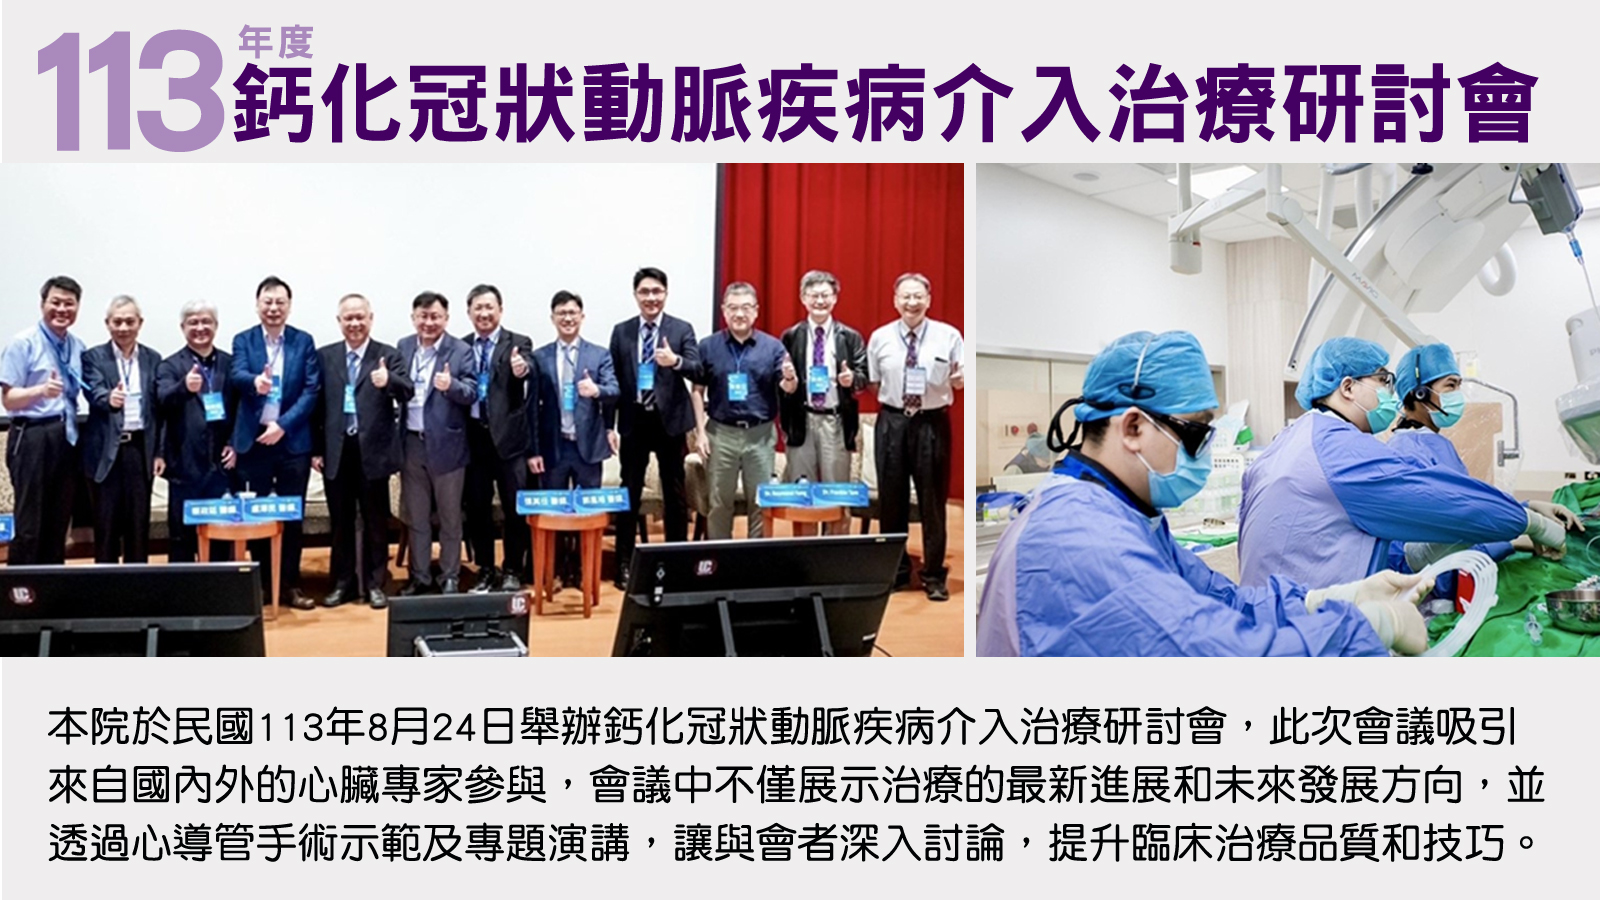 113年度
鈣化冠狀動脈疾病介入治療研討會
本院於民國113年8月24日舉辦鈣化冠狀動脈疾病介入治療研討會，此次會議吸引
來自國內外的心臟專家參與，會議中不僅展示治療的最新進展和未來發展方向，並
透過心導管手術示範及專題演講，讓與會者深入討論，提升臨床治療品質和技巧。